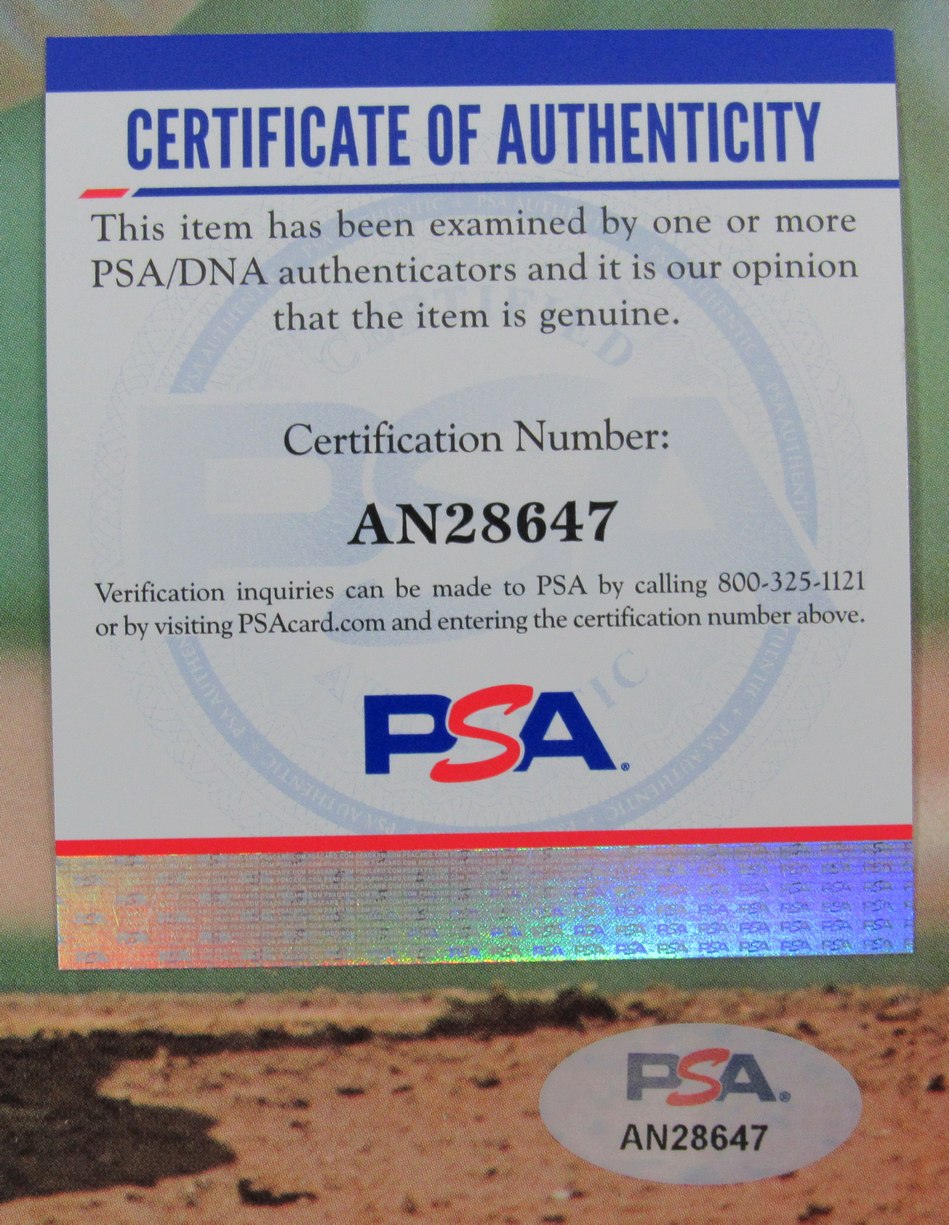 CERTIFICATE OF AUTHENTICITY
This item has been examined by one or more
PSA/DNA authenticators and it is our opinion
that the item is genuine.
Certification Number:
AN28647
Verification inquiries can be made to PSA by calling 800-325-1121
or by visiting PSAcard.com and entering the certification number above.
PSA®
PSA®
AN28647